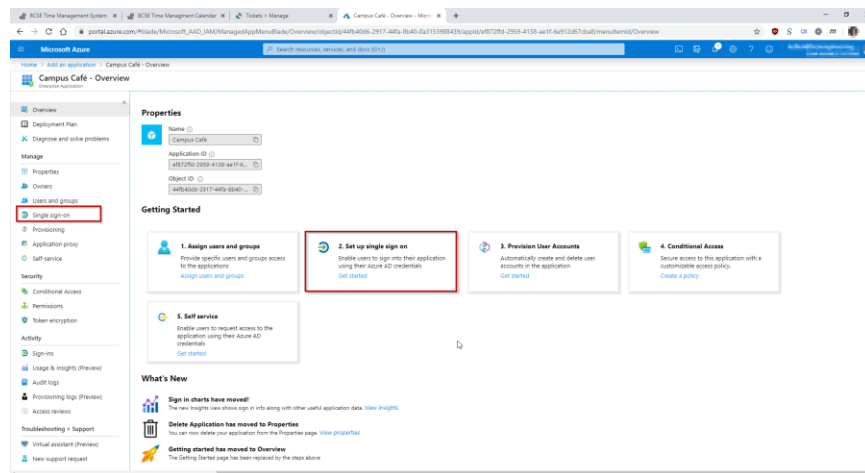 BCSE Time Management System
BCSE Time Managment Calendar
Tickets > Manage
Campus Café - Overview - Micro
portal.azure.com/#blade/Microsoft_AAD_IAM/ManagedAppMenuBlade/Overview/objectId/44fb40d6-2917-44fa-8b40-0a3153988439/appId/ef872ffd-2959-4138-ae1f-6e912d67cba8/menuItemId/Overview
Microsoft Azure
Search resources, services, and docs (G+/)
Home > Add an application > Campus Café - Overview
Campus Café - Overview
Enterprise Application
Overview
Deployment Plan
Diagnose and solve problems
Manage
Properties
Owners
Users and groups
Single sign-on
Provisioning
Application proxy
Self-service
Security
Conditional Access
Permissions
Token encryption
Activity
Sign-ins
Usage & insights (Preview)
Audit logs
Provisioning logs (Preview)
Access reviews
Troubleshooting + Support
Virtual assistant (Preview)
New support request
Properties
Name
Campus Café
Application ID
ef872ffd-2959-4138-ae1f-6...
Object ID
44fb40d6-2917-44fa-8b40-...
Getting Started
1. Assign users and groups
Provide specific users and groups access
to the applications
Assign users and groups
2. Set up single sign on
Enable users to sign into their application
using their Azure AD credentials
Get started
3. Provision User Accounts
Automatically create and delete user
accounts in the application
Get started
4. Conditional Access
Secure access to this application with a
customizable access policy.
Create a policy
5. Self service
Enable users to request access to the
application using their Azure AD
credentials
Get started
What's New
Sign in charts have moved!
The new Insights view shows sign in info along with other useful application data. View insights
Delete Application has moved to Properties
You can now delete your application from the Properties page. View properties
Getting started has moved to Overview
The Getting Started page has been replaced by the steps above